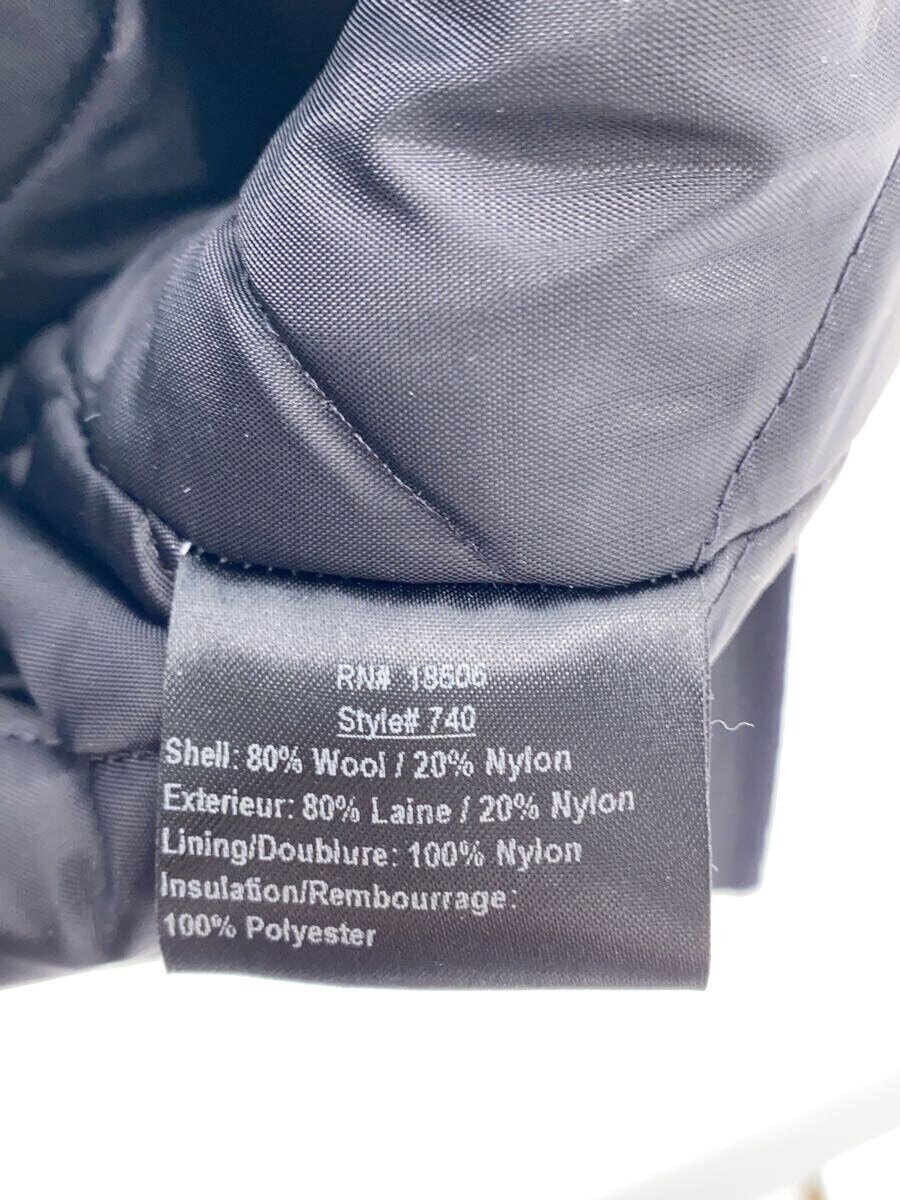 RN# 18606
Style# 740
Shell: 80% Wool / 20% Nylon
Exterieur: 80% Laine / 20% Nylon
Lining/Doublure: 100% Nylon
Insulation/Rembourrage:
100% Polyester